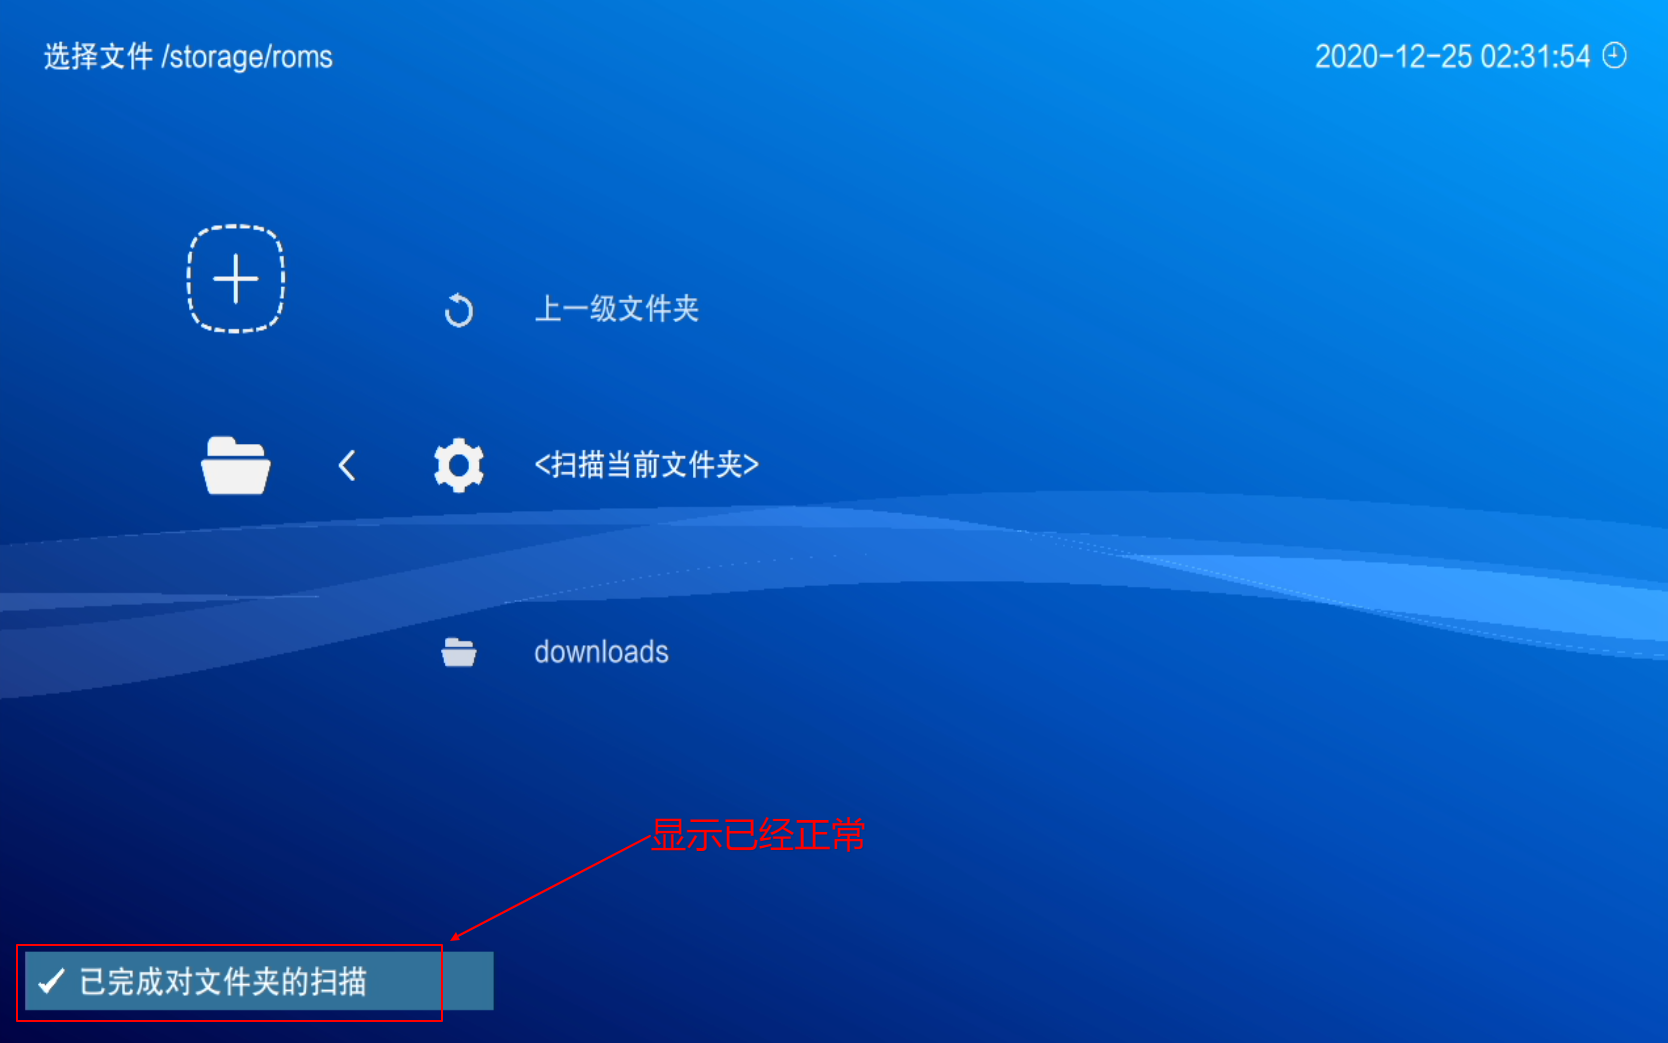 选择文件 /storage/roms
2020-12-25 02:31:54
上一级文件夹
<扫描当前文件夹>
downloads
显示已经正常
已完成对文件夹的扫描